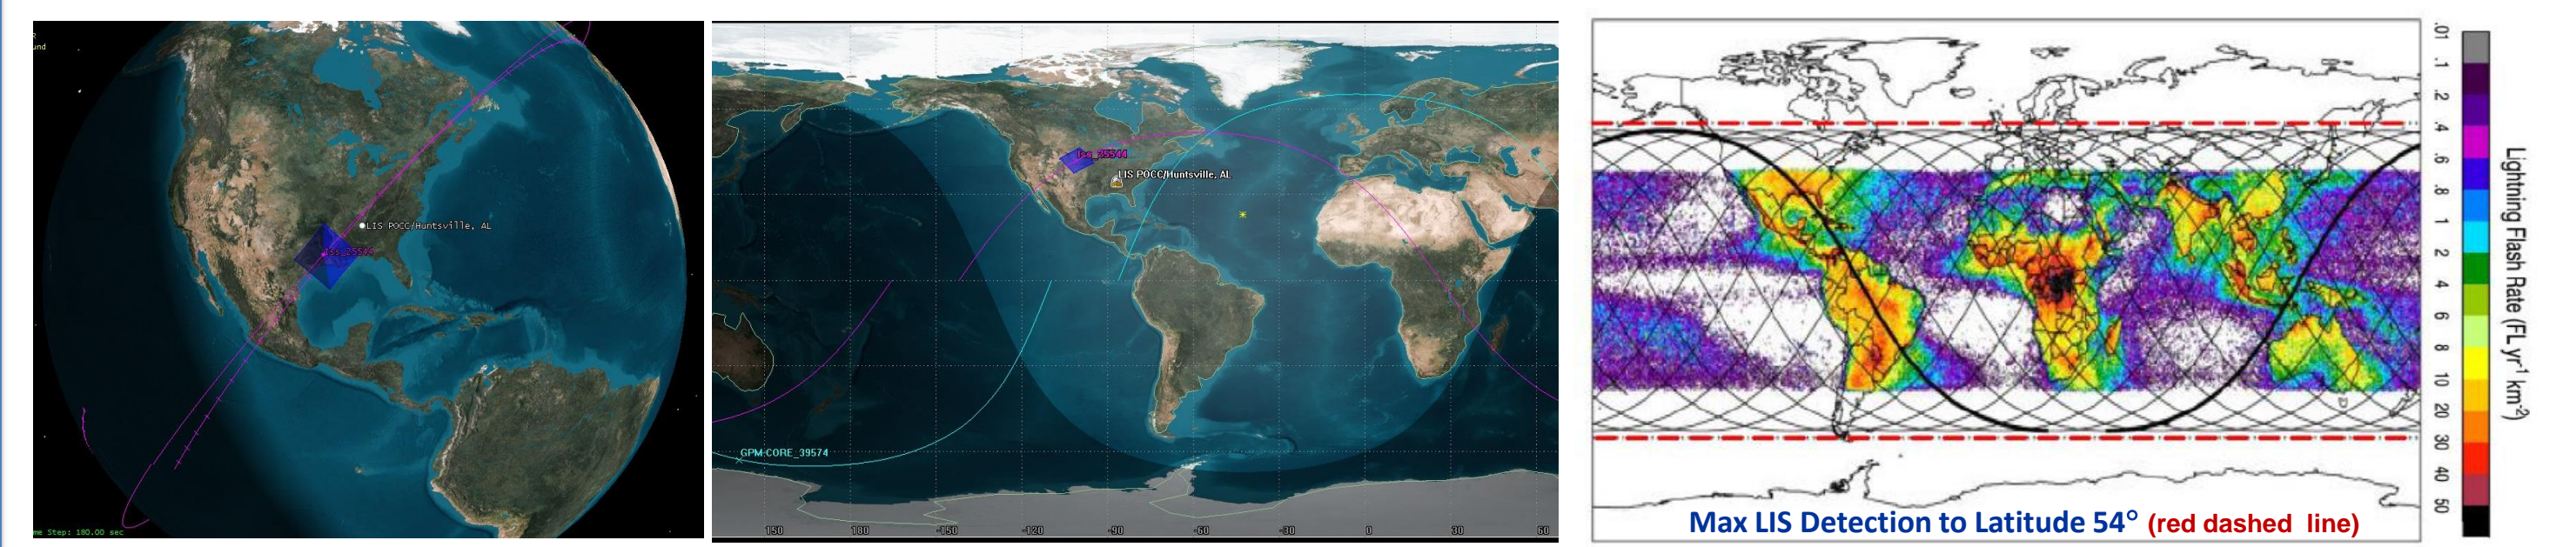 und
LIS POCC/Huntsville, AL
iss_25544
me Step: 180.00 sec
iss_25544
LIS POCC/Huntsville, AL
GPM-CORE_39574
150
180
-150
-120
-90
-60
-30
0
30
60
.01
.1
.2
.4
.6
.8
1
2
4
6
8
10
20
30
40
50
Lightning Flash Rate (FL yr-1 km-2)
Max LIS Detection to Latitude 54° (red dashed line)